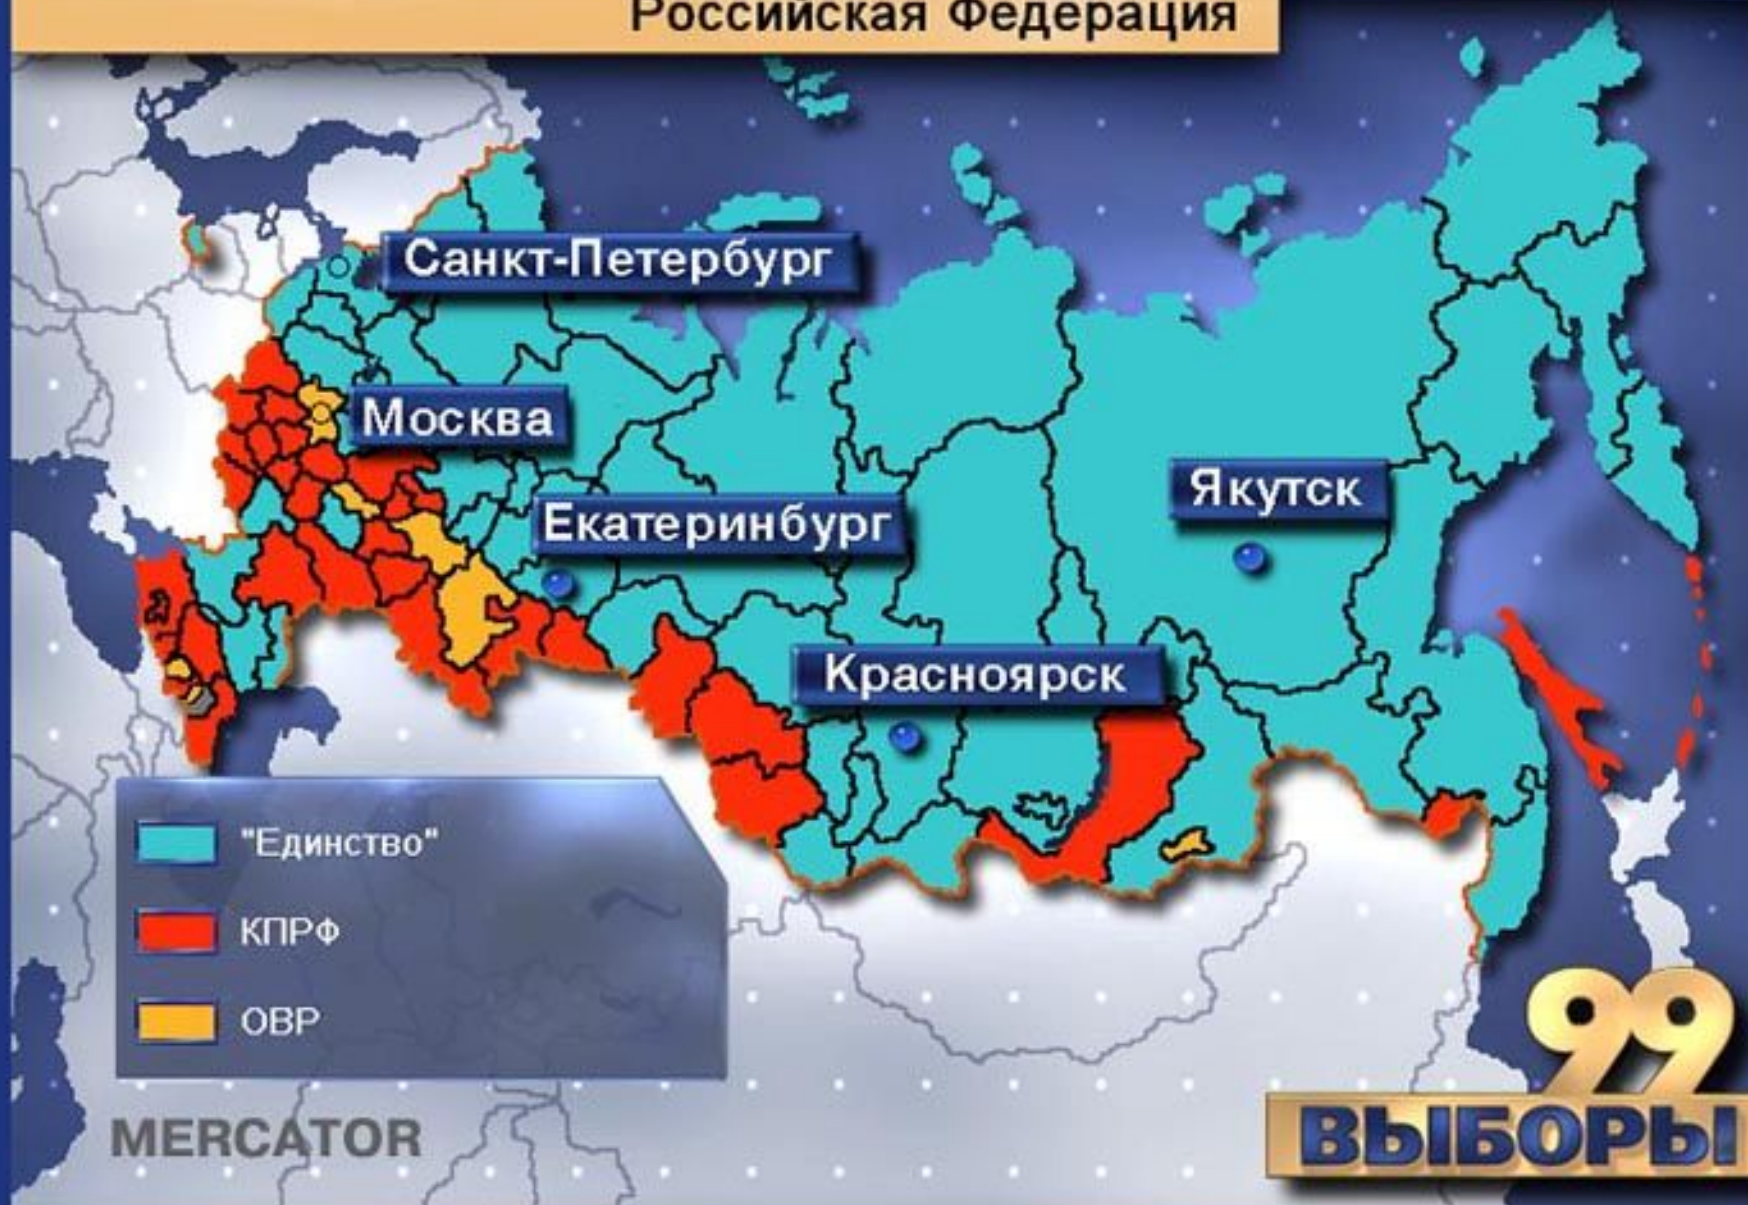 Российская Федерация
Санкт-Петербург
Москва
Екатеринбург
Якутск
Красноярск
"Единство"
КПРФ
ОВР
MERCATOR
99
ВЫБОРЫ